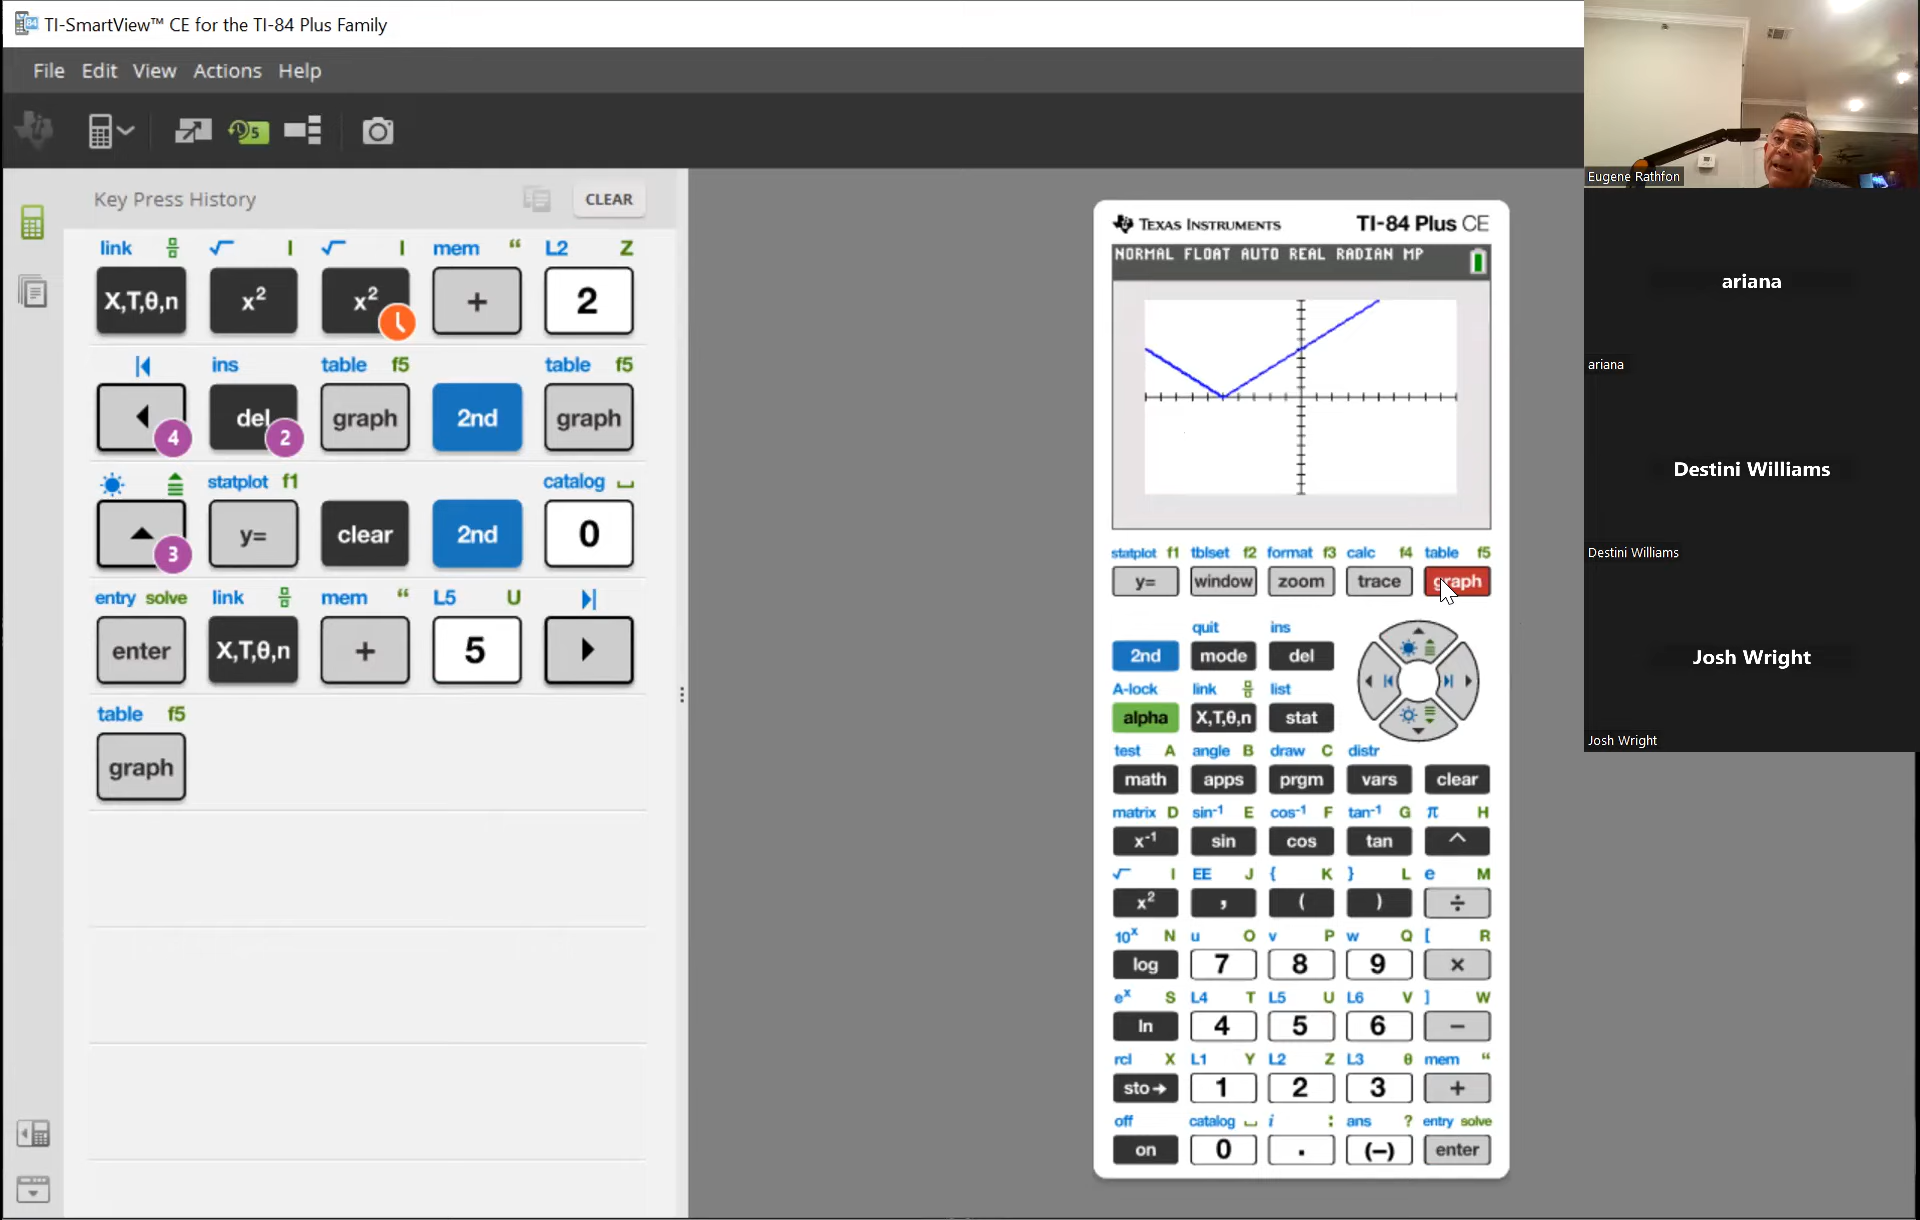 TI-SmartView™ CE for the TI-84 Plus Family
File Edit View Actions Help
5
Key Press History
CLEAR
link √ I √ I mem “ L2 Z
X,T,θ,n x² x² + 2
ins table f5 table f5
del graph 2nd graph
4 2
statplot f1 catalog
y= clear 2nd 0
3
entry solve link mem “ L5 U
enter X,T,θ,n + 5
table f5
graph
TEXAS INSTRUMENTS TI-84 Plus CE
NORMAL FLOAT AUTO REAL RADIAN MP
statplot f1 tblset f2 format f3 calc f4 table f5
y= window zoom trace graph
quit ins
2nd mode del
A-lock link list
alpha X,T,θ,n stat
test A angle B draw C distr
math apps prgm vars clear
matrix D sin⁻¹ E cos⁻¹ F tan⁻¹ G π H
x⁻¹ sin cos tan ^
√ I EE J { K } L e M
x² , ( ) ÷
10ˣ N u O v P w Q [ R
log 7 8 9 ×
eˣ S L4 T L5 U L6 V ] W
ln 4 5 6 −
rcl X L1 Y L2 Z L3 θ mem “
sto→ 1 2 3 +
off catalog i : ans ? entry solve
on 0 . (−) enter
Eugene Rathfon
ariana
ariana
Destini Williams
Destini Williams
Josh Wright
Josh Wright